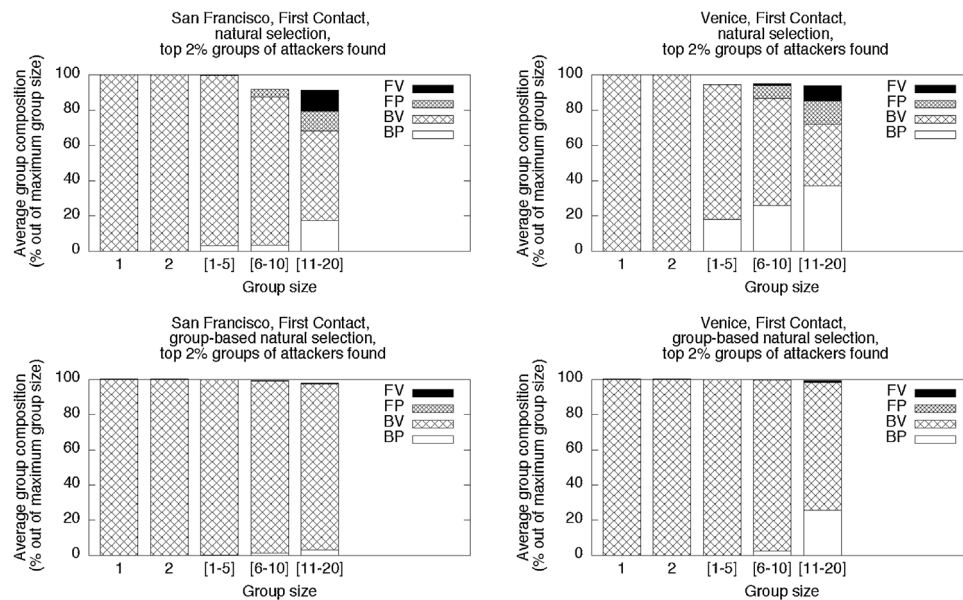 San Francisco, First Contact,
natural selection,
top 2% groups of attackers found
Average group composition
(% out of maximum group size)
100
80
60
40
20
0
FV
FP
BV
BP
1 2 [1-5] [6-10] [11-20]
Group size
Venice, First Contact,
natural selection,
top 2% groups of attackers found
Average group composition
(% out of maximum group size)
100
80
60
40
20
0
FV
FP
BV
BP
1 2 [1-5] [6-10] [11-20]
Group size
San Francisco, First Contact,
group-based natural selection,
top 2% groups of attackers found
Average group composition
(% out of maximum group size)
100
80
60
40
20
0
FV
FP
BV
BP
1 2 [1-5] [6-10] [11-20]
Group size
Venice, First Contact,
group-based natural selection,
top 2% groups of attackers found
Average group composition
(% out of maximum group size)
100
80
60
40
20
0
FV
FP
BV
BP
1 2 [1-5] [6-10] [11-20]
Group size